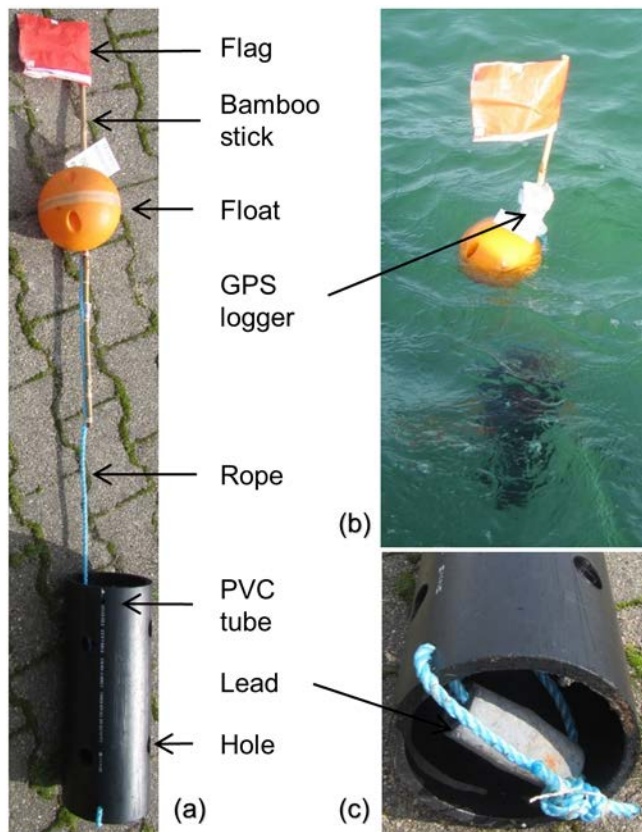 Flag
Bamboo
stick
Float
GPS
logger
Rope
(b)
PVC
tube
Lead
Hole
(a)
(c)